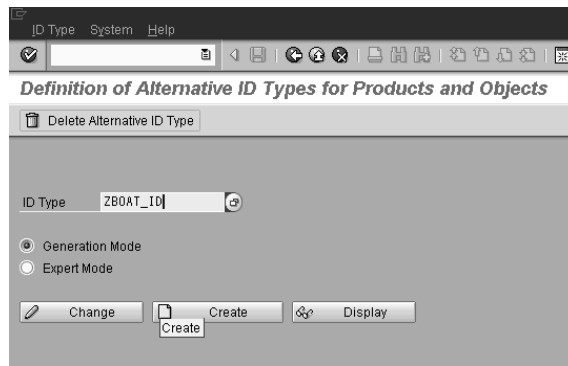 ID Type System Help
Definition of Alternative ID Types for Products and Objects
Delete Alternative ID Type
ID Type ZBOAT_ID
Generation Mode
Expert Mode
Change Create Display
Create